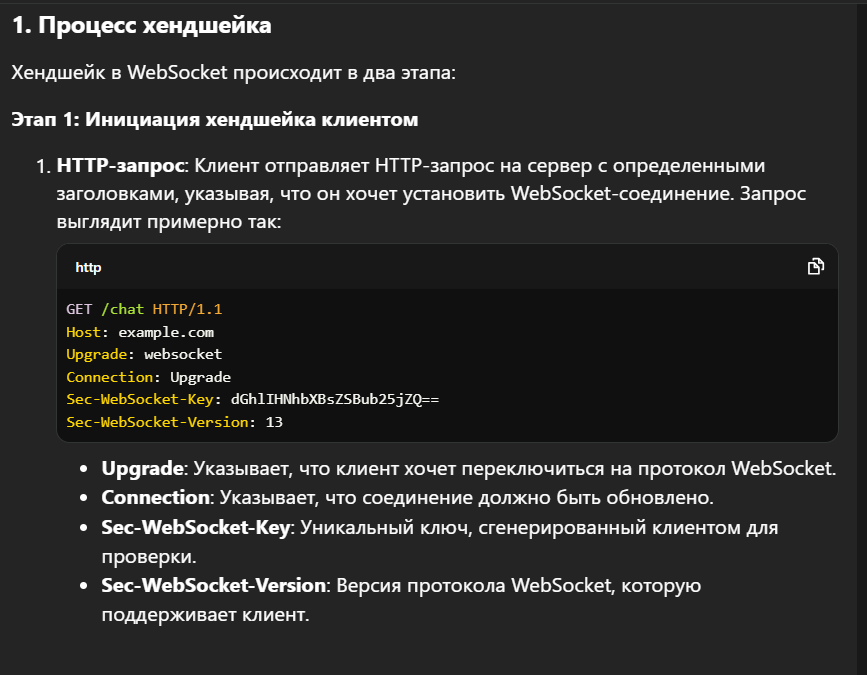 1. Процесс хендшейка
Хендшейк в WebSocket происходит в два этапа:
Этап 1: Инициация хендшейка клиентом
1. HTTP-запрос: Клиент отправляет HTTP-запрос на сервер с определенными
заголовками, указывая, что он хочет установить WebSocket-соединение. Запрос
выглядит примерно так:
http
GET /chat HTTP/1.1
Host: example.com
Upgrade: websocket
Connection: Upgrade
Sec-WebSocket-Key: dGhlIHNhbXBsZSBub25jZQ==
Sec-WebSocket-Version: 13
• Upgrade: Указывает, что клиент хочет переключиться на протокол WebSocket.
• Connection: Указывает, что соединение должно быть обновлено.
• Sec-WebSocket-Key: Уникальный ключ, сгенерированный клиентом для
проверки.
• Sec-WebSocket-Version: Версия протокола WebSocket, которую
поддерживает клиент.